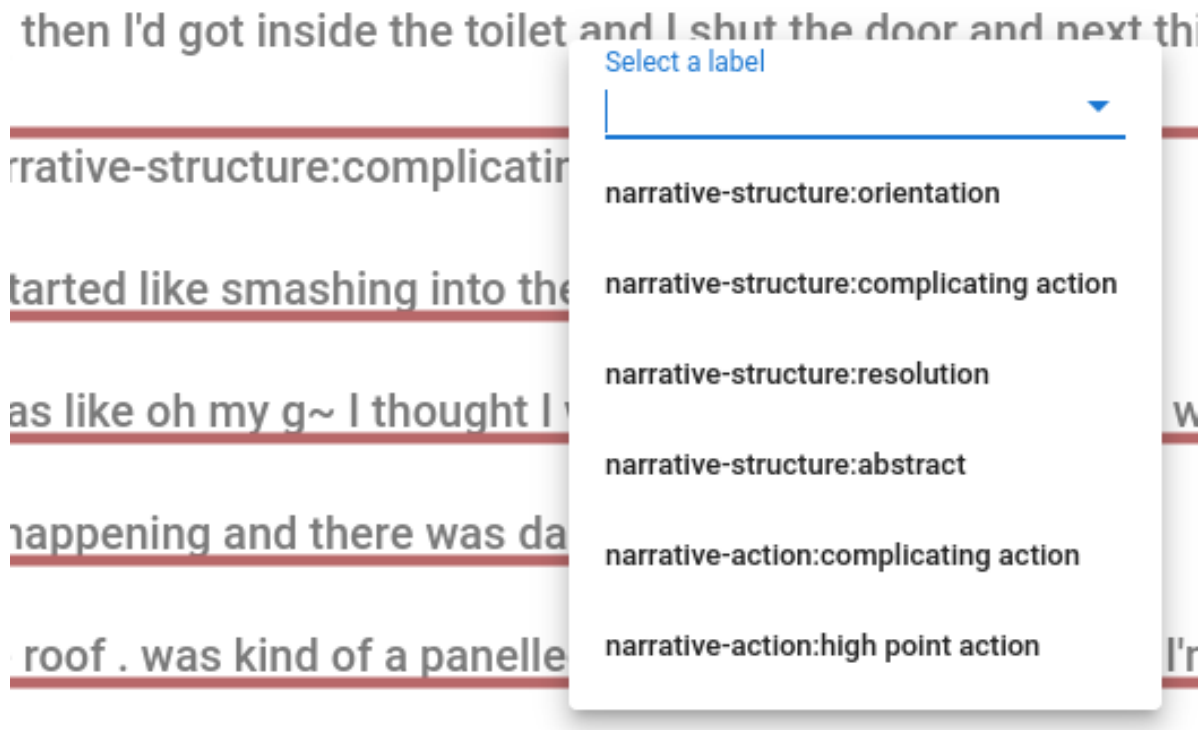 then I'd got inside the toilet and I shut the door and next thi
Select a label
rrative-structure:complicatin
narrative-structure:orientation
tarted like smashing into the
narrative-structure:complicating action
narrative-structure:resolution
as like oh my g~ I thought I w
narrative-structure:abstract
happening and there was da
narrative-action:complicating action
roof . was kind of a panelle
narrative-action:high point action
I'm